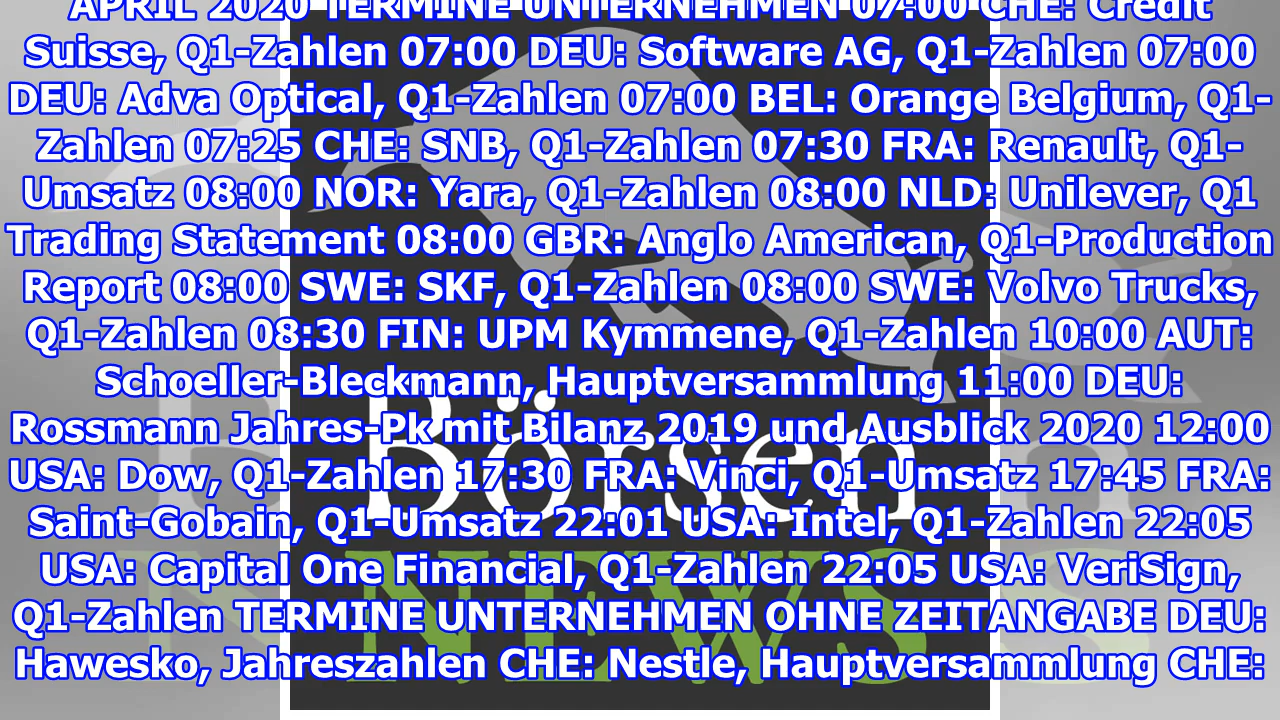 APRIL 2020 TERMINE UNTERNEHMEN 07:00 CHE: Credit
Suisse, Q1-Zahlen 07:00 DEU: Software AG, Q1-Zahlen 07:00
DEU: Adva Optical, Q1-Zahlen 07:00 BEL: Orange Belgium, Q1-
Zahlen 07:25 CHE: SNB, Q1-Zahlen 07:30 FRA: Renault, Q1-
Umsatz 08:00 NOR: Yara, Q1-Zahlen 08:00 NLD: Unilever, Q1
Trading Statement 08:00 GBR: Anglo American, Q1-Production
Report 08:00 SWE: SKF, Q1-Zahlen 08:00 SWE: Volvo Trucks,
Q1-Zahlen 08:30 FIN: UPM Kymmene, Q1-Zahlen 10:00 AUT:
Schoeller-Bleckmann, Hauptversammlung 11:00 DEU:
Rossmann Jahres-Pk mit Bilanz 2019 und Ausblick 2020 12:00
USA: Dow, Q1-Zahlen 17:30 FRA: Vinci, Q1-Umsatz 17:45 FRA:
Saint-Gobain, Q1-Umsatz 22:01 USA: Intel, Q1-Zahlen 22:05
USA: Capital One Financial, Q1-Zahlen 22:05 USA: VeriSign,
Q1-Zahlen TERMINE UNTERNEHMEN OHNE ZEITANGABE DEU:
Hawesko, Jahreszahlen CHE: Nestle, Hauptversammlung CHE:
Börsen
NEWS